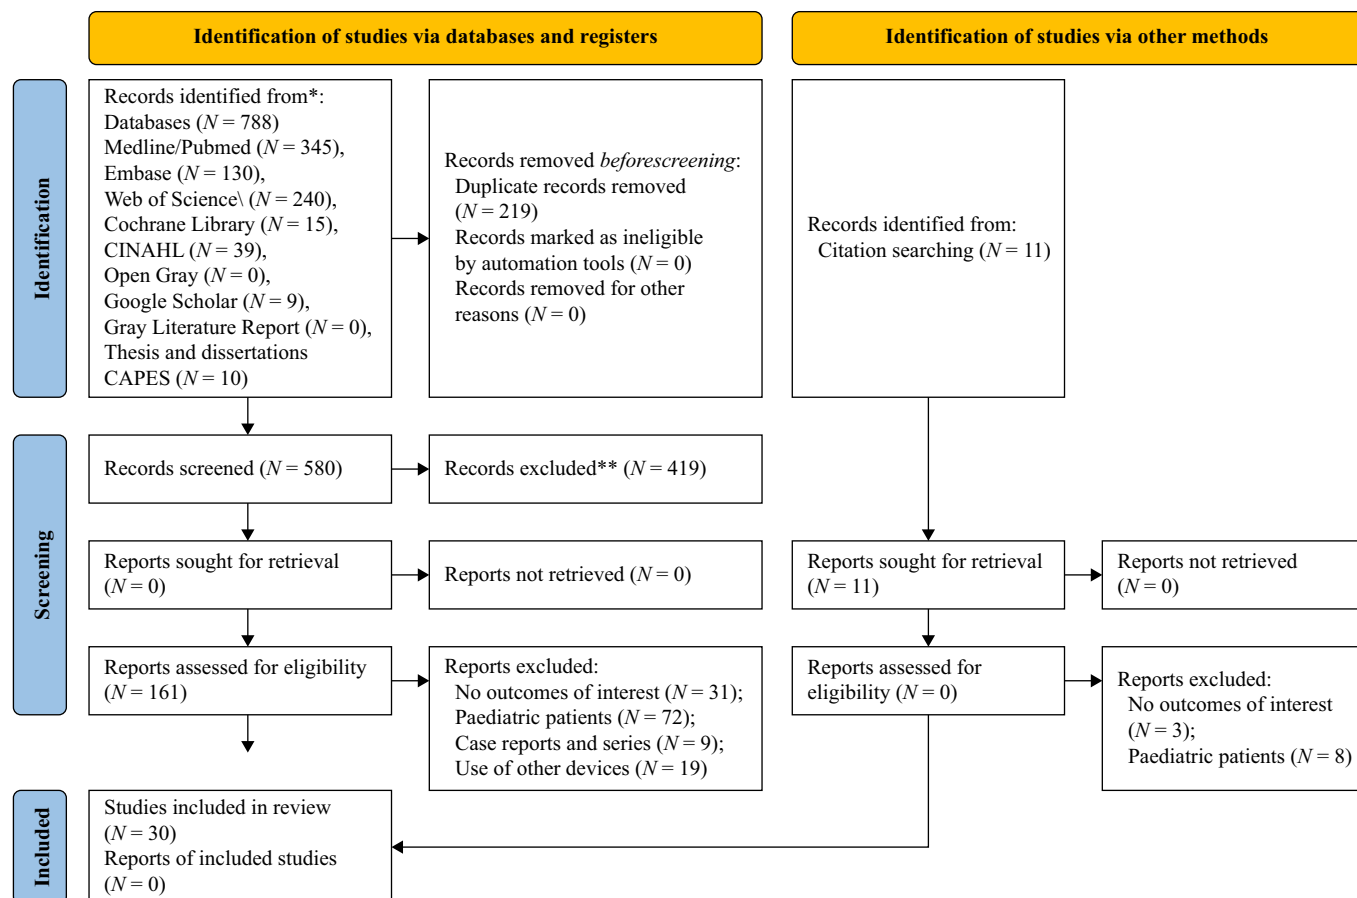 Identification of studies via databases and registers
Identification of studies via other methods
Identification
Records identified from*:
Databases (N = 788)
Medline/Pubmed (N = 345),
Embase (N = 130),
Web of Science\ (N = 240),
Cochrane Library (N = 15),
CINAHL (N = 39),
Open Gray (N = 0),
Google Scholar (N = 9),
Gray Literature Report (N = 0),
Thesis and dissertations
CAPES (N = 10)
Records removed beforescreening:
Duplicate records removed
(N = 219)
Records marked as ineligible
by automation tools (N = 0)
Records removed for other
reasons (N = 0)
Records identified from:
Citation searching (N = 11)
Screening
Records screened (N = 580)
Records excluded** (N = 419)
Reports sought for retrieval
(N = 0)
Reports not retrieved (N = 0)
Reports sought for retrieval
(N = 11)
Reports not retrieved
(N = 0)
Reports assessed for eligibility
(N = 161)
Reports excluded:
No outcomes of interest (N = 31);
Paediatric patients (N = 72);
Case reports and series (N = 9);
Use of other devices (N = 19)
Reports assessed for
eligibility (N = 0)
Reports excluded:
No outcomes of interest
(N = 3);
Paediatric patients (N = 8)
Included
Studies included in review
(N = 30)
Reports of included studies
(N = 0)